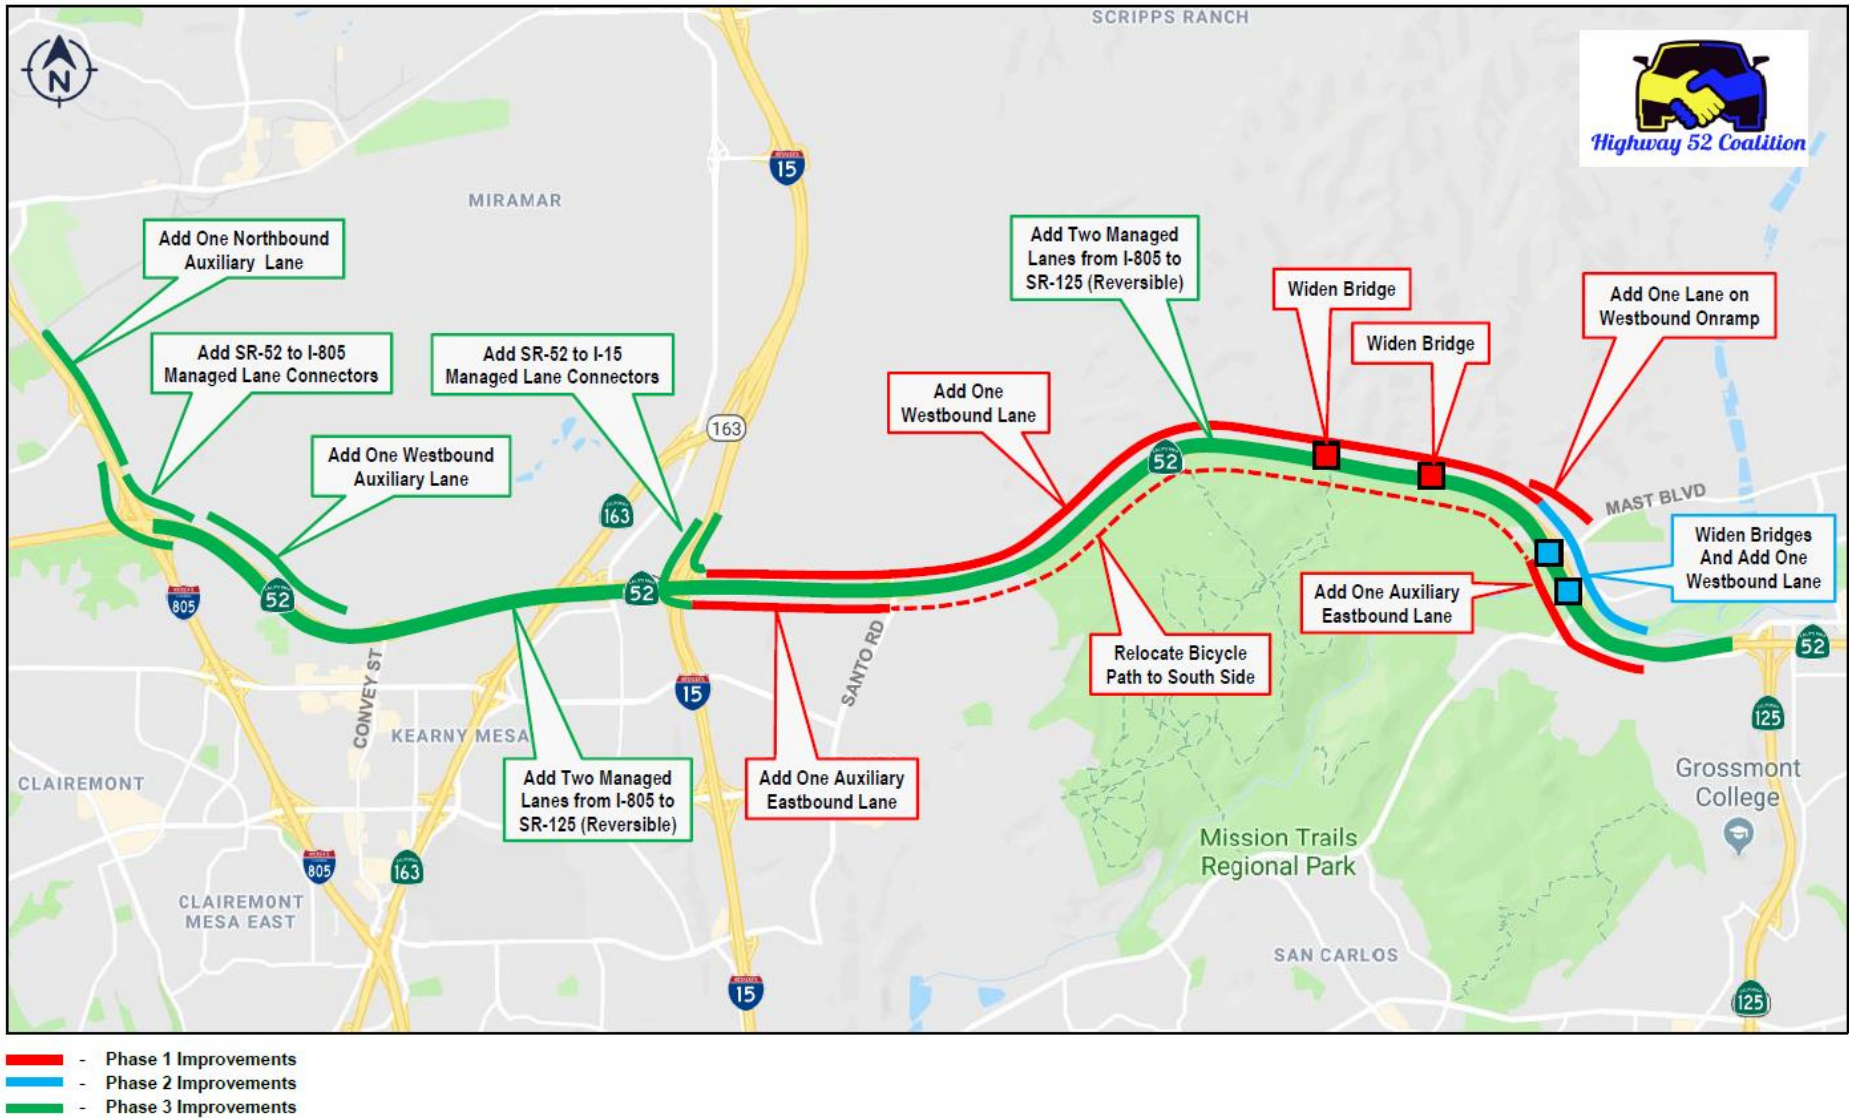 SCRIPPS RANCH
N
Highway 52 Coalition
INTERSTATE
15
MIRAMAR
Add One Northbound
Auxiliary Lane
Add Two Managed
Lanes from I-805 to
SR-125 (Reversible)
Widen Bridge
Add One Lane on
Westbound Onramp
Widen Bridge
Add SR-52 to I-805
Managed Lane Connectors
Add SR-52 to I-15
Managed Lane Connectors
Add One
Westbound Lane
163
Add One Westbound
Auxiliary Lane
52
MAST BLVD
163
Widen Bridges
And Add One
Westbound Lane
805
52
52
Add One Auxiliary
Eastbound Lane
52
SANTO RD
Relocate Bicycle
Path to South Side
CONVEY ST
15
125
KEARNY MESA
CLAIREMONT
Add Two Managed
Lanes from I-805 to
SR-125 (Reversible)
Add One Auxiliary
Eastbound Lane
Grossmont
College
Mission Trails
Regional Park
805
163
CLAIREMONT
MESA EAST
SAN CARLOS
15
125
- Phase 1 Improvements
- Phase 2 Improvements
- Phase 3 Improvements